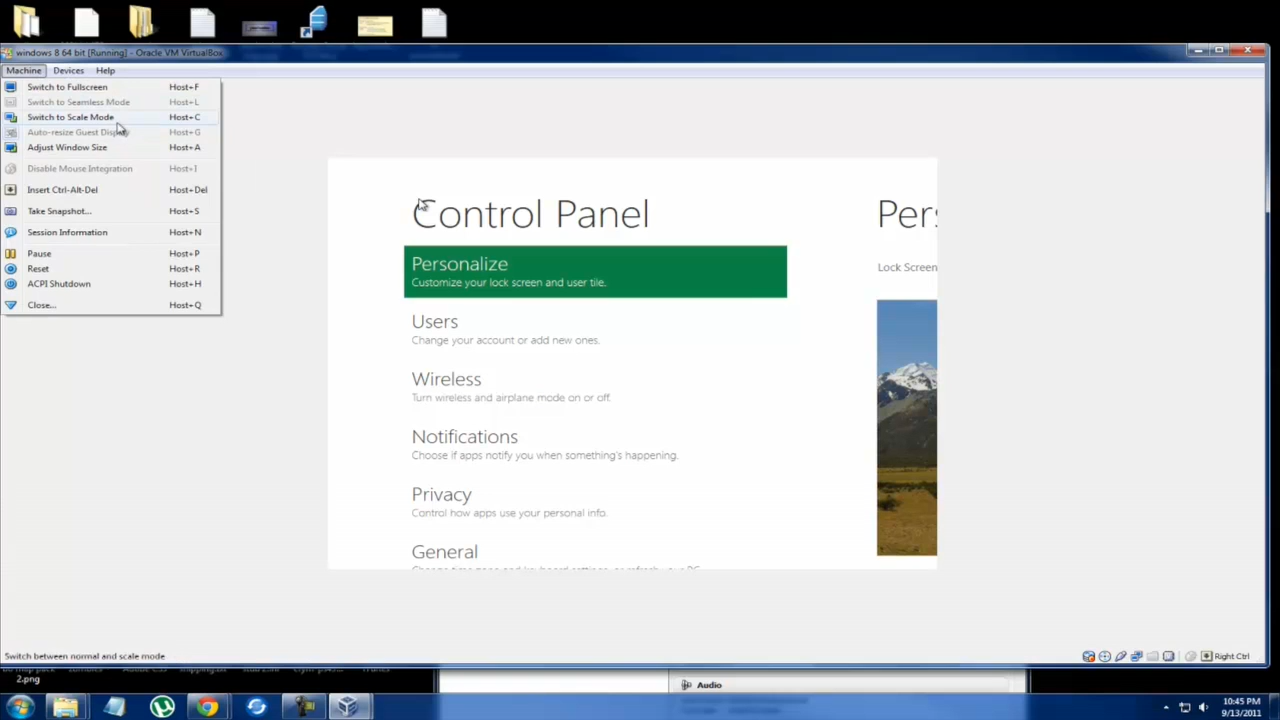 windows 8 64 bit [Running] - Oracle VM VirtualBox
Machine Devices Help
Switch to Fullscreen Host+F
Switch to Seamless Mode Host+L
Switch to Scale Mode Host+C
Auto-resize Guest Display Host+G
Adjust Window Size Host+A
Disable Mouse Integration Host+I
Insert Ctrl-Alt-Del Host+Del
Take Snapshot... Host+S
Session Information Host+N
Pause Host+P
Reset Host+R
ACPI Shutdown Host+H
Close... Host+Q
Control Panel
Personalize
Customize your lock screen and user tile.
Users
Change your account or add new ones.
Wireless
Turn wireless and airplane mode on or off.
Notifications
Choose if apps notify you when something's happening.
Privacy
Control how apps use your personal info.
General
Pers
Lock Screen
Switch between normal and scale mode
Right Ctrl
2.png
Audio
10:45 PM
9/13/2011